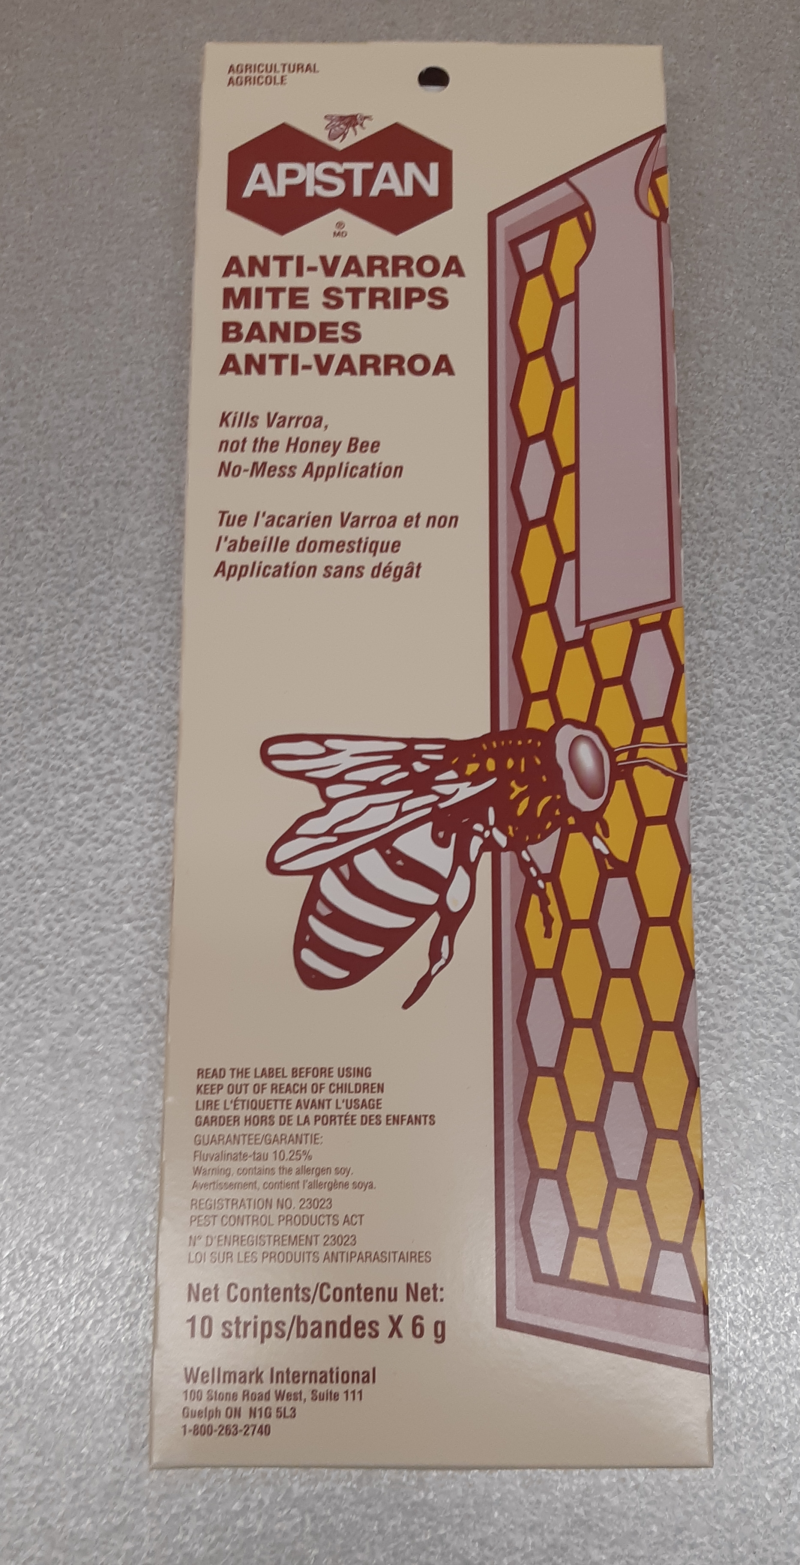 AGRICULTURAL
AGRICOLE
APISTAN
®
MD
ANTI-VARROA
MITE STRIPS
BANDES
ANTI-VARROA
Kills Varroa,
not the Honey Bee
No-Mess Application
Tue l'acarien Varroa et non
l'abeille domestique
Application sans dégât
READ THE LABEL BEFORE USING
KEEP OUT OF REACH OF CHILDREN
LIRE L'ÉTIQUETTE AVANT L'USAGE
GARDER HORS DE LA PORTÉE DES ENFANTS
GUARANTEE/GARANTIE:
Fluvalinate-tau 10.25%
Warning, contains the allergen soy.
Avertissement, contient l'allergène soya.
REGISTRATION NO. 23023
PEST CONTROL PRODUCTS ACT
N° D'ENREGISTREMENT 23023
LOI SUR LES PRODUITS ANTIPARASITAIRES
Net Contents/Contenu Net:
10 strips/bandes X 6 g
Wellmark International
100 Stone Road West, Suite 111
Guelph ON N1G 5L3
1-800-263-2740